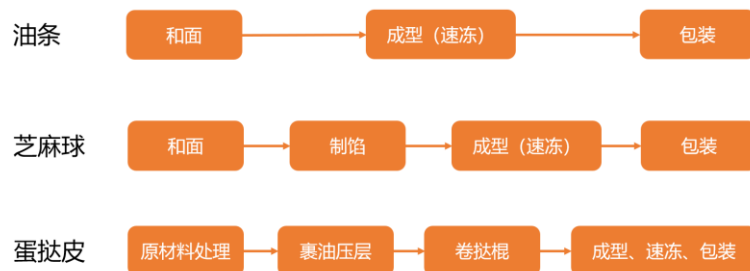 油条 和面 成型（速冻） 包装
芝麻球 和面 制馅 成型（速冻） 包装
蛋挞皮 原材料处理 裹油压层 卷挞棍 成型、速冻、包装